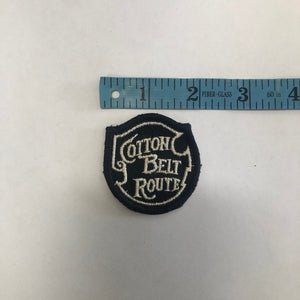 1 2 FIBER-GLASS 3 60 in 4
COTTON
BELT
ROUTE